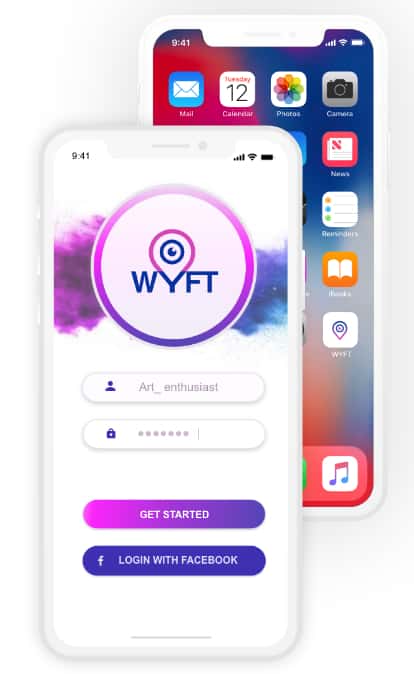 9:41
Tuesday
12
Mail
Calendar
Photos
Camera
News
Reminders
iBooks
WYFT
9:41
WYFT
Art_ enthusiast
GET STARTED
f LOGIN WITH FACEBOOK